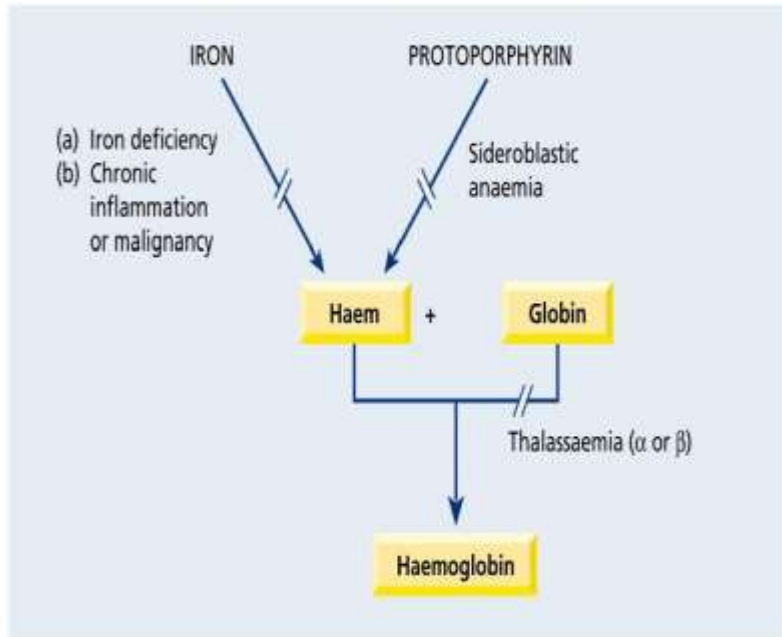 IRON
PROTOPORPHYRIN
(a) Iron deficiency
(b) Chronic
inflammation
or malignancy
Sideroblastic
anaemia
Haem
+
Globin
Thalassaemia (α or β)
Haemoglobin